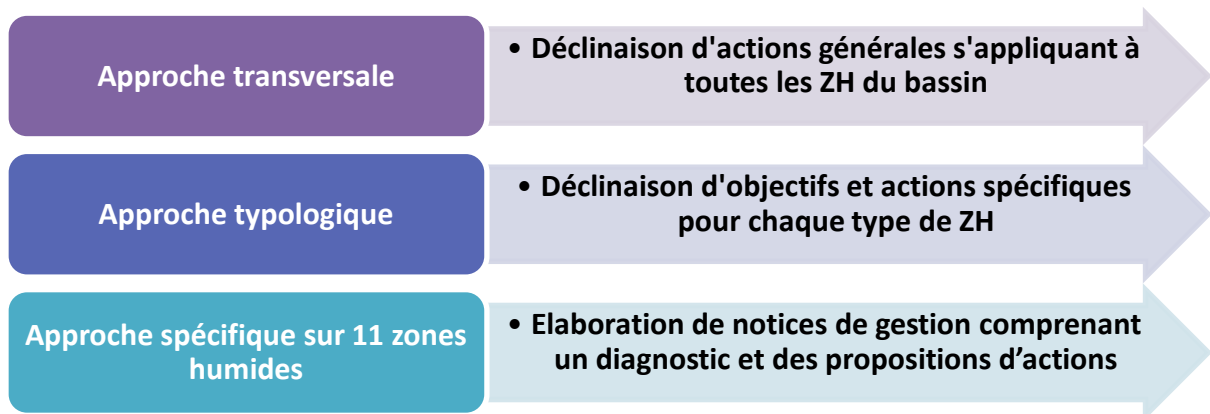 Approche transversale
• Déclinaison d'actions générales s'appliquant à
toutes les ZH du bassin
Approche typologique
• Déclinaison d'objectifs et actions spécifiques
pour chaque type de ZH
Approche spécifique sur 11 zones
humides
• Elaboration de notices de gestion comprenant
un diagnostic et des propositions d’actions